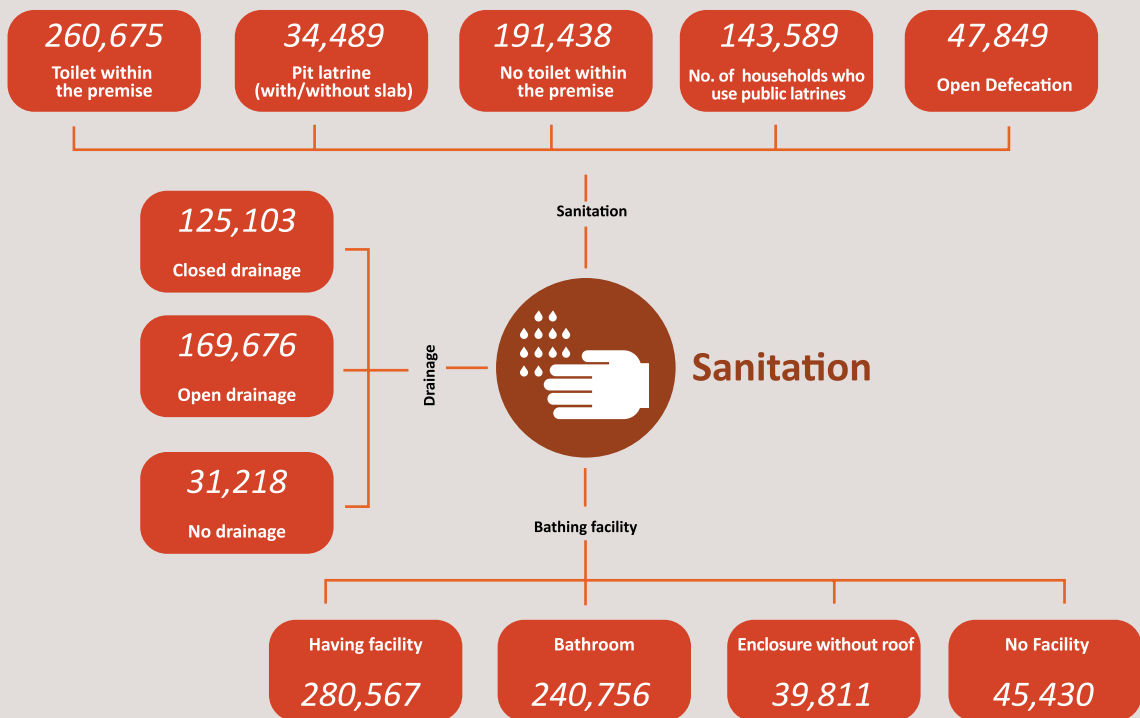 260,675
Toilet within
the premise
34,489
Pit latrine
(with/without slab)
191,438
No toilet within
the premise
143,589
No. of households who
use public latrines
47,849
Open Defecation
Sanitation
125,103
Closed drainage
169,676
Open drainage
31,218
No drainage
Drainage
Sanitation
Bathing facility
Having facility
280,567
Bathroom
240,756
Enclosure without roof
39,811
No Facility
45,430